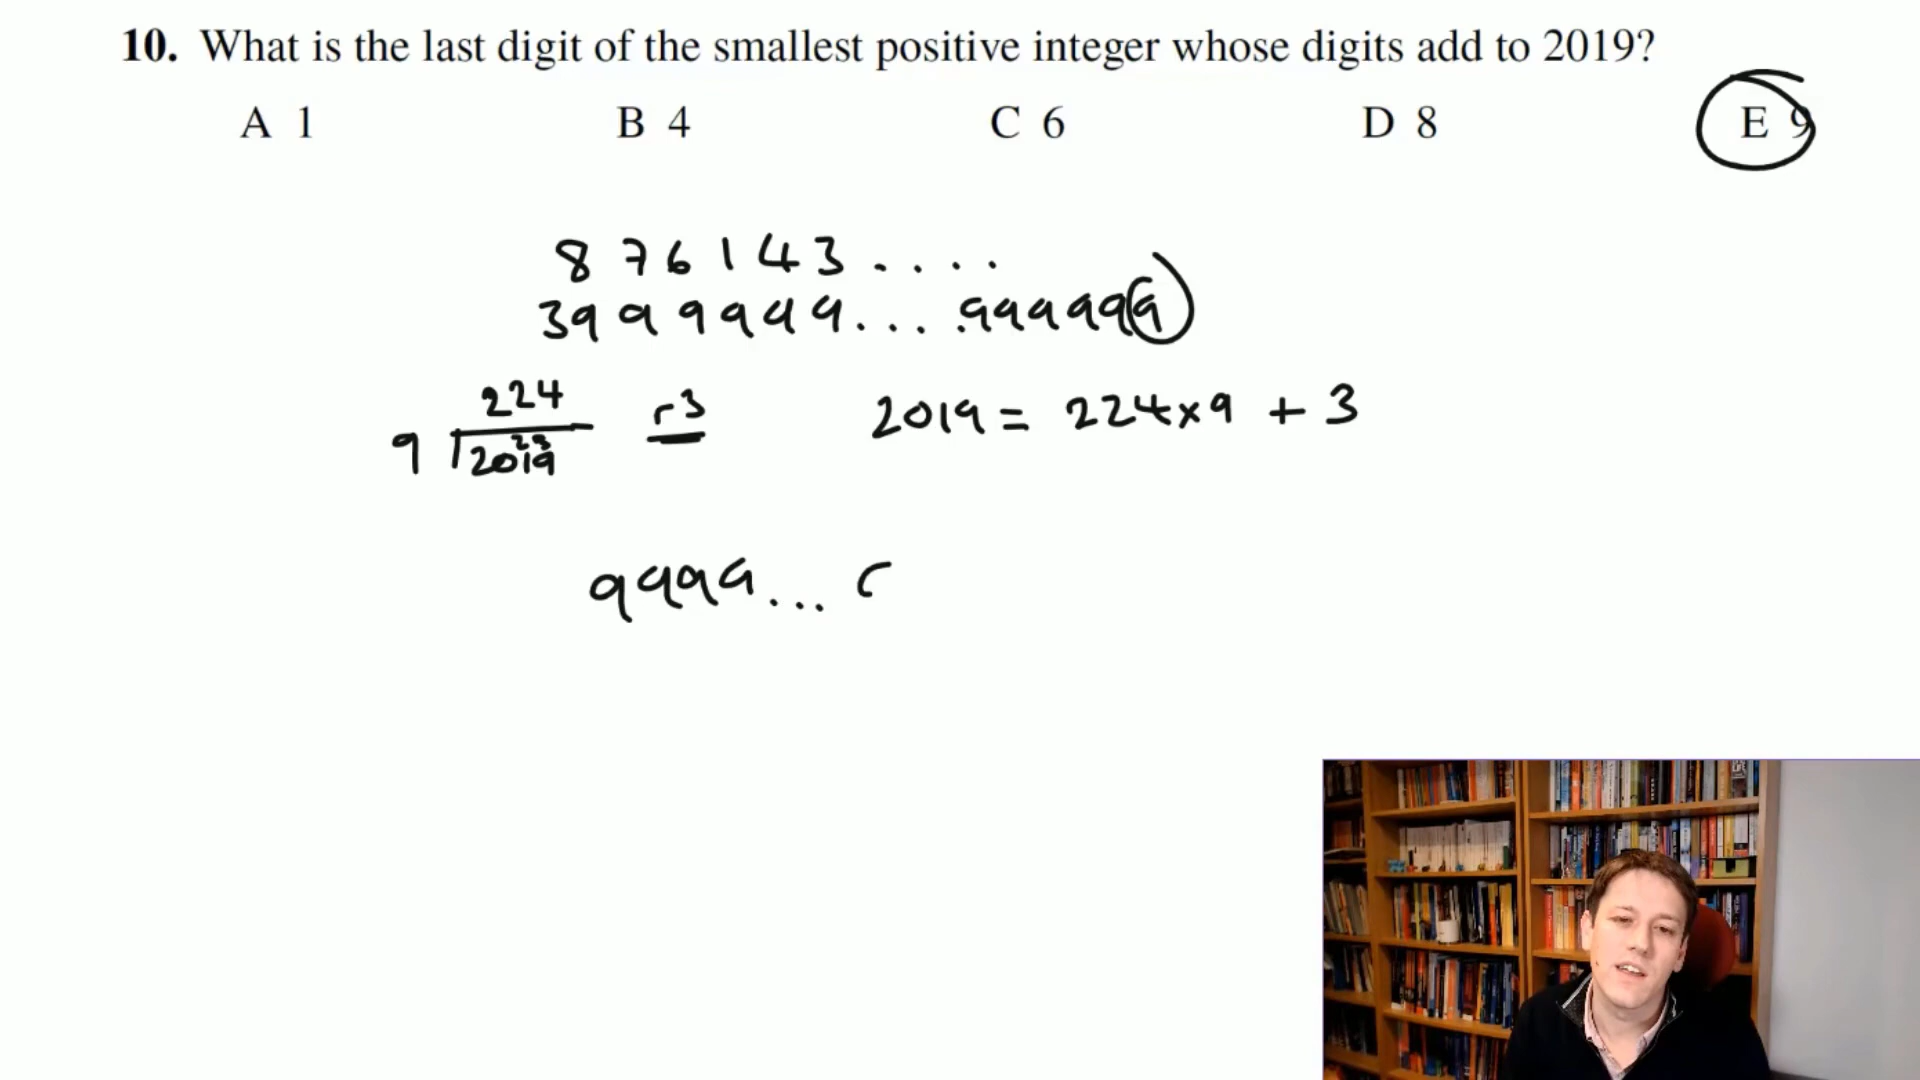 10. What is the last digit of the smallest positive integer whose digits add to 2019?
A 1 B 4 C 6 D 8 E 9
8 7 6 1 4 3 . . . .
3 9 9 9 9 9 9 9 . . . . 9 9 9 9 9 9
224 r3
9 2019 23
2019 = 224 × 9 + 3
9 9 9 9 . . .